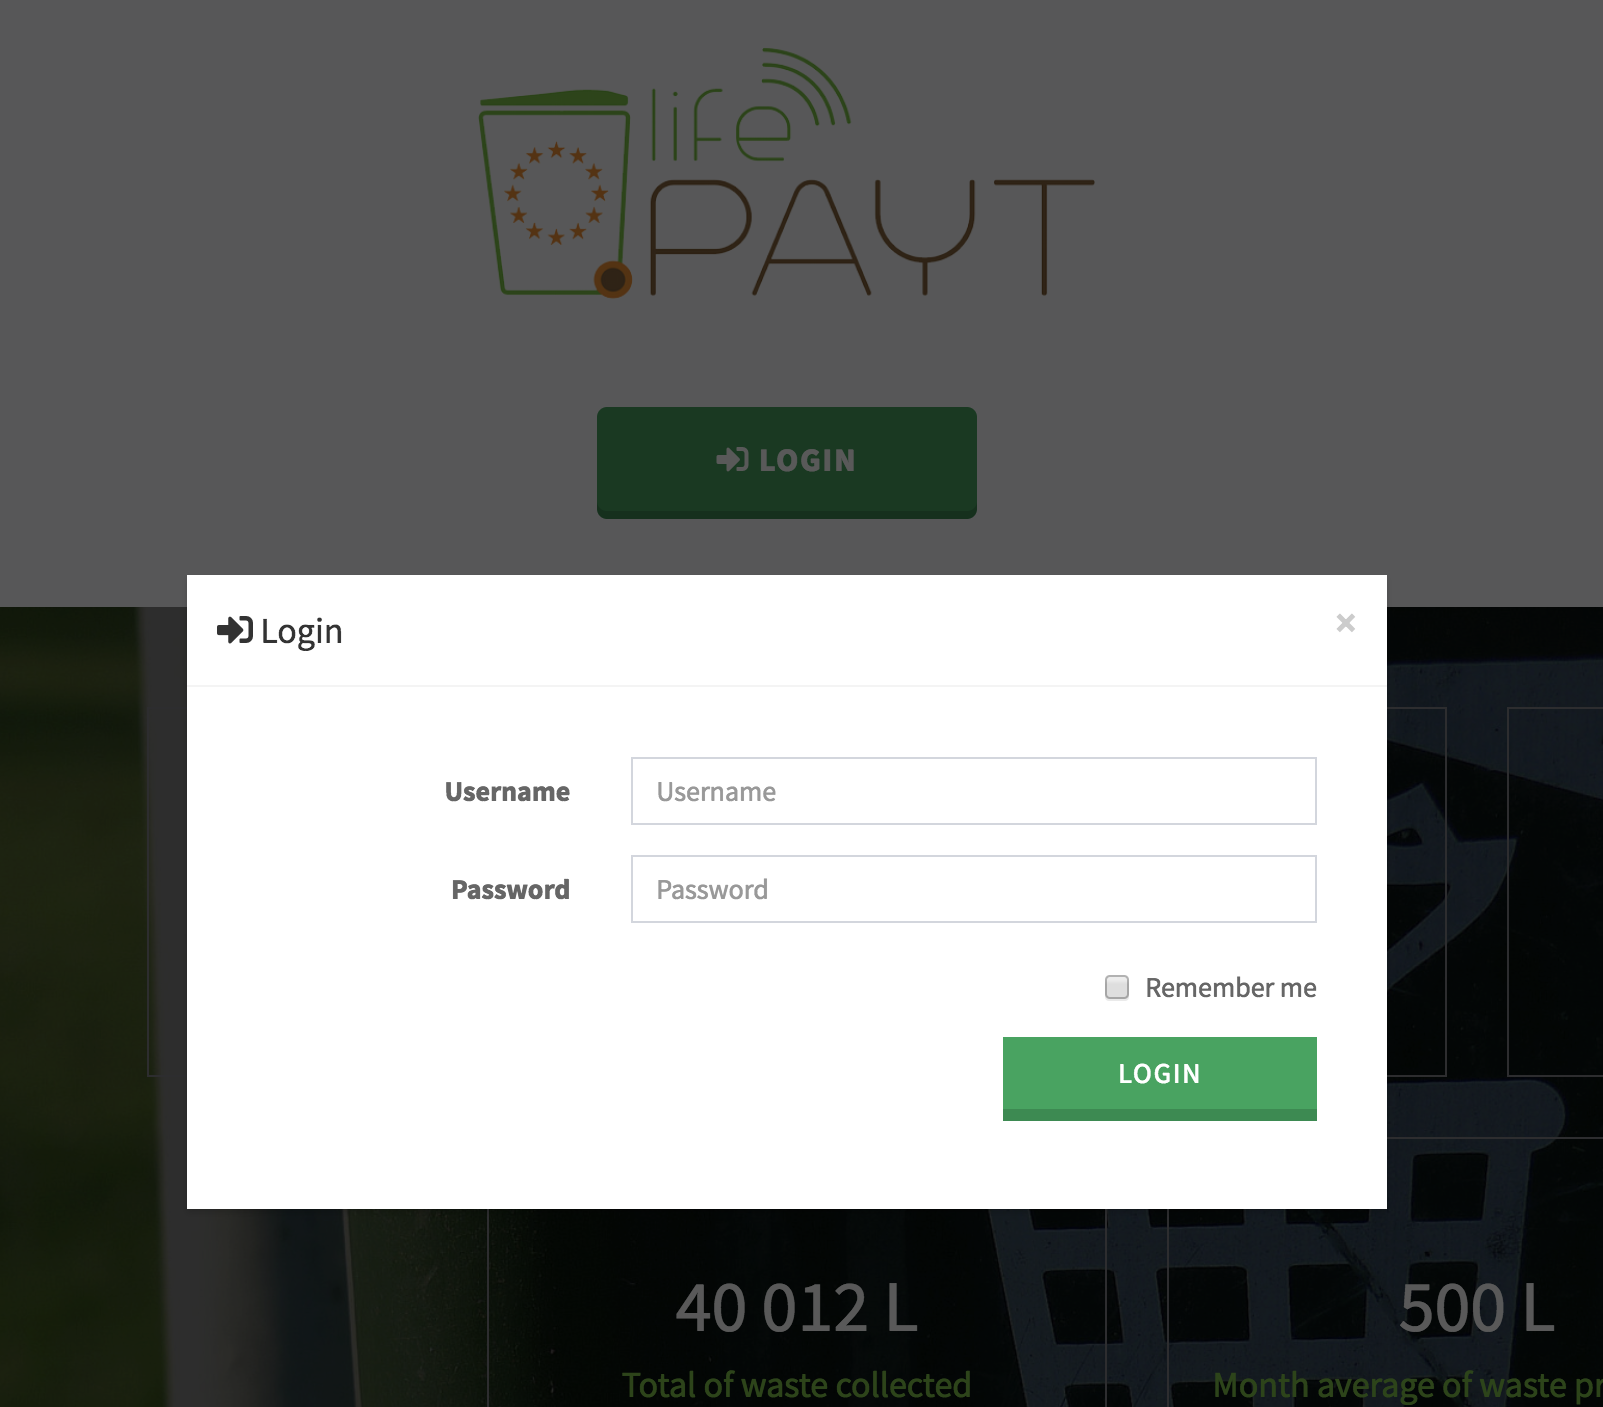 life
PAYT
LOGIN
Login
×
Username Username
Password Password
Remember me
LOGIN
40 012 L 500 L
Total of waste collected Month average of waste pr